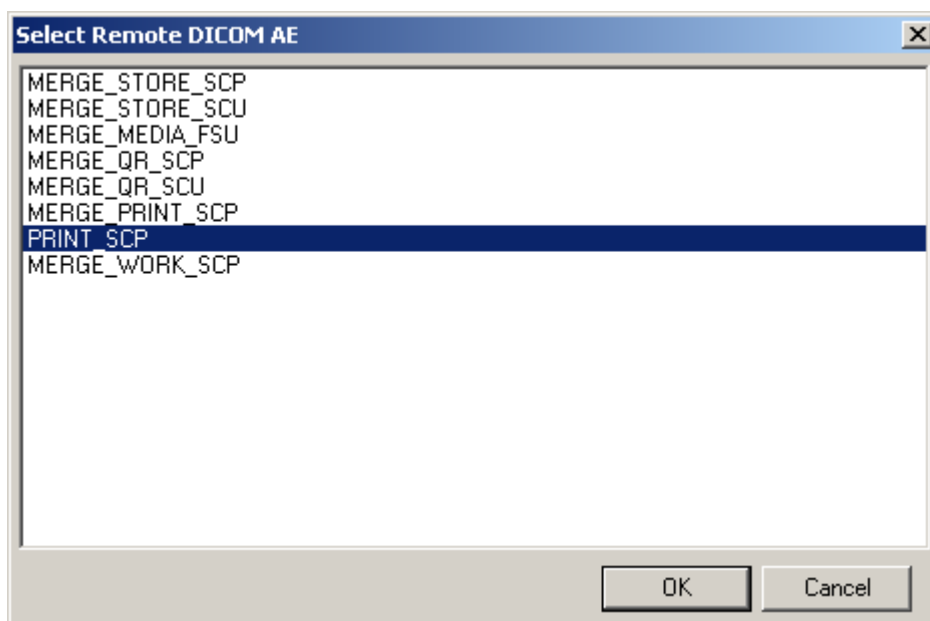 Select Remote DICOM AE
MERGE_STORE_SCP
MERGE_STORE_SCU
MERGE_MEDIA_FSU
MERGE_QR_SCP
MERGE_QR_SCU
MERGE_PRINT_SCP
PRINT_SCP
MERGE_WORK_SCP
OK Cancel